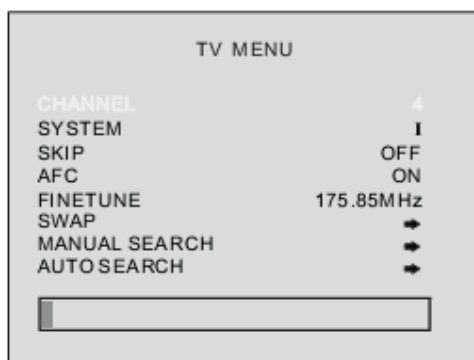 TV MENU
CHANNEL 4
SYSTEM I
SKIP OFF
AFC ON
FINETUNE 175.85MHz
SWAP ➡
MANUAL SEARCH ➡
AUTO SEARCH ➡